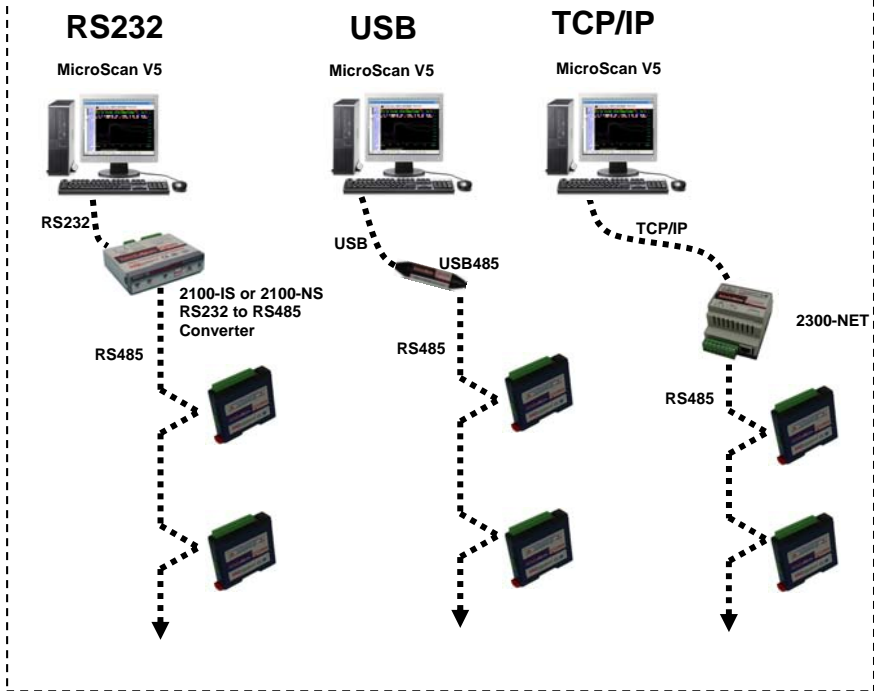 RS232
USB
TCP/IP
MicroScan V5
MicroScan V5
MicroScan V5
RS232
USB
USB485
TCP/IP
2100-IS or 2100-NS
RS232 to RS485
Converter
2300-NET
RS485
RS485
RS485